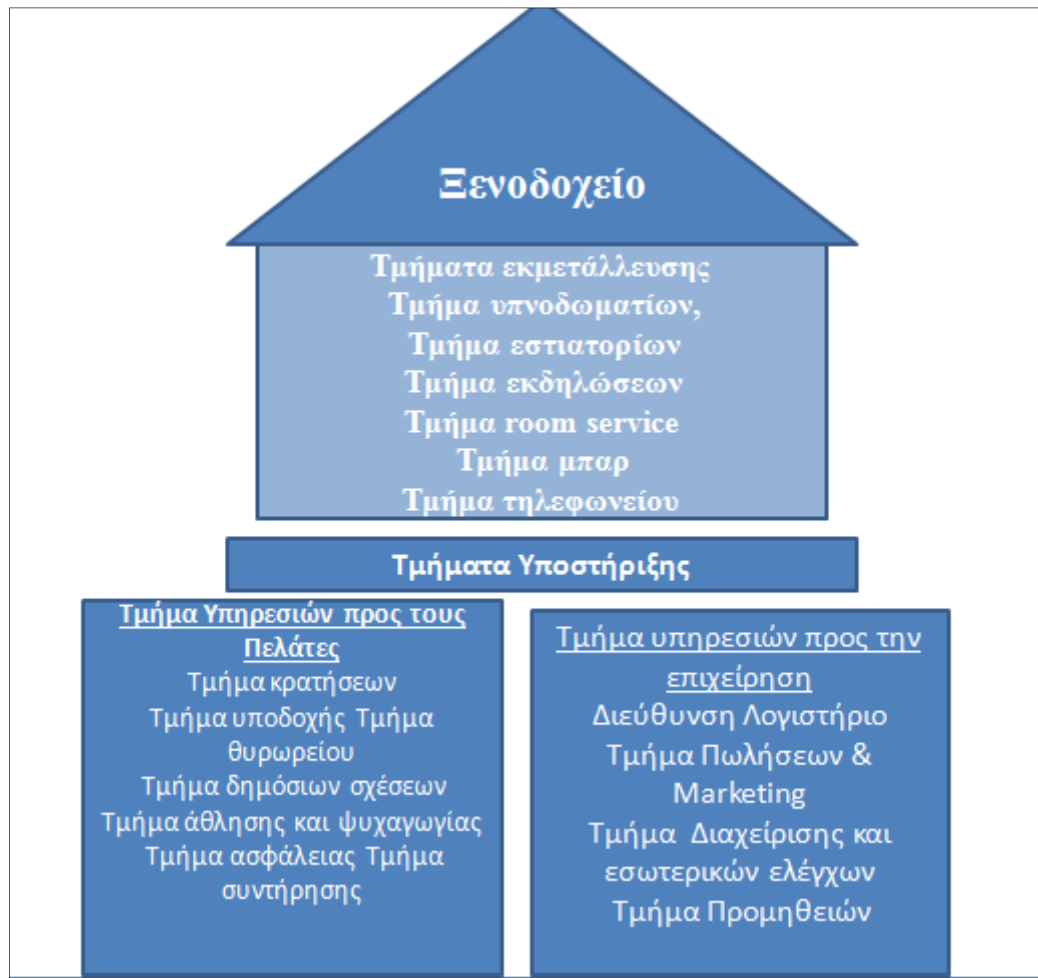 Ξενοδοχείο
Τμήματα εκμετάλλευσης
Τμήμα υπνοδωματίων,
Τμήμα εστιατορίων
Τμήμα εκδηλώσεων
Τμήμα room service
Τμήμα μπαρ
Τμήμα τηλεφωνείου
Τμήματα Υποστήριξης
Τμήμα Υπηρεσιών προς τους
Πελάτες
Τμήμα κρατήσεων
Τμήμα υποδοχής Τμήμα
θυρωρείου
Τμήμα δημόσιων σχέσεων
Τμήμα άθλησης και ψυχαγωγίας
Τμήμα ασφάλειας Τμήμα
συντήρησης
Τμήμα υπηρεσιών προς την
επιχείρηση
Διεύθυνση Λογιστήριο
Τμήμα Πωλήσεων &
Marketing
Τμήμα Διαχείρισης και
εσωτερικών ελέγχων
Τμήμα Προμηθειών